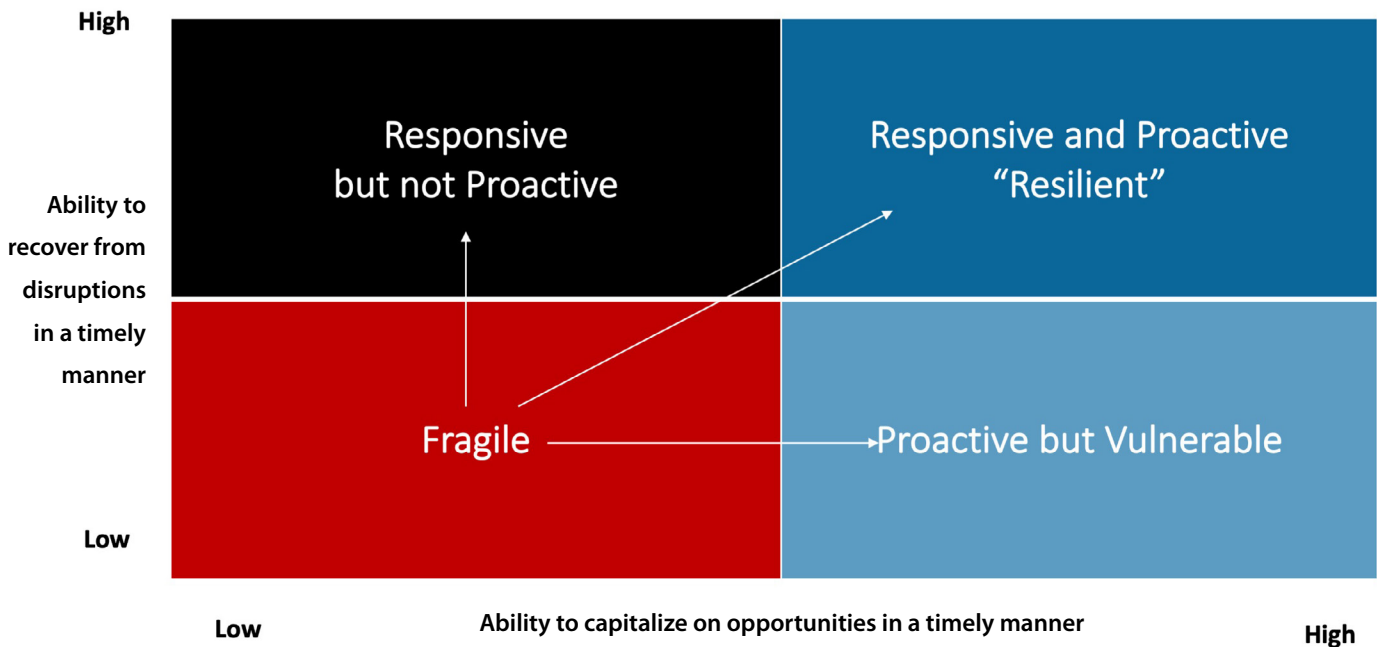 High
Responsive
but not Proactive
Responsive and Proactive
“Resilient”
Ability to
recover from
disruptions
in a timely
manner
Fragile
Proactive but Vulnerable
Low
Low
Ability to capitalize on opportunities in a timely manner
High